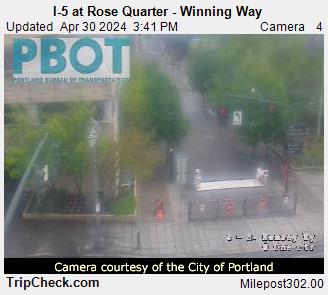 I-5 at Rose Quarter - Winning Way
Updated Apr 30 2024 3:41 PM Camera 4
PBOT
PORTLAND BUREAU OF TRANSPORTATION
Camera courtesy of the City of Portland
TripCheck.com Milepost302.00